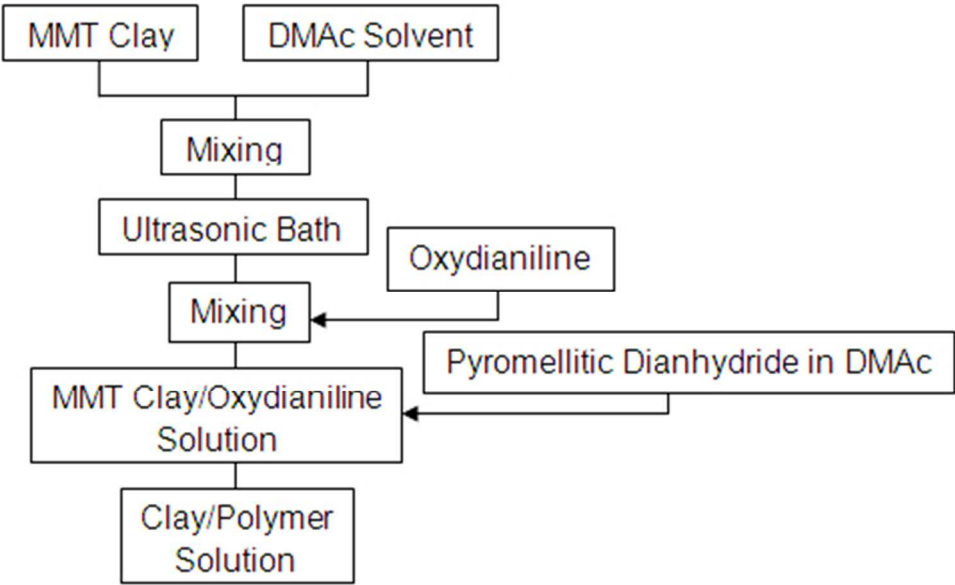 MMT Clay
DMAc Solvent
Mixing
Ultrasonic Bath
Oxydianiline
Mixing
Pyromellitic Dianhydride in DMAc
MMT Clay/Oxydianiline
Solution
Clay/Polymer
Solution